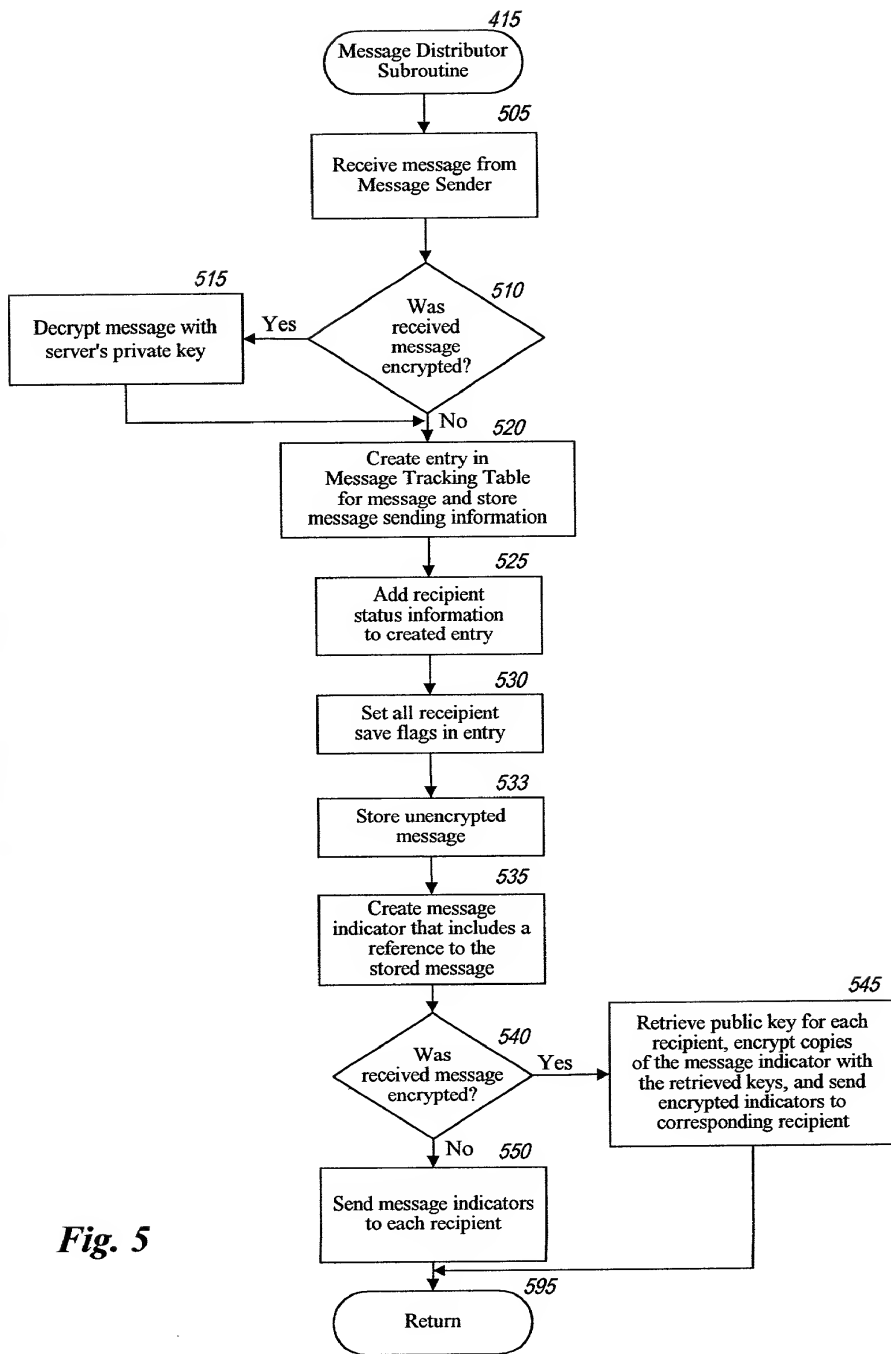 415
Message Distributor
Subroutine
505
Receive message from
Message Sender
510
Was
received
message
encrypted?
Yes
515
Decrypt message with
server's private key
No
520
Create entry in
Message Tracking Table
for message and store
message sending information
525
Add recipient
status information
to created entry
530
Set all receipient
save flags in entry
533
Store unencrypted
message
535
Create message
indicator that includes a
reference to the
stored message
540
Was
received message
encrypted?
Yes
545
Retrieve public key for each
recipient, encrypt copies
of the message indicator with
the retrieved keys, and send
encrypted indicators to
corresponding recipient
No
550
Send message indicators
to each recipient
595
Return
Fig. 5